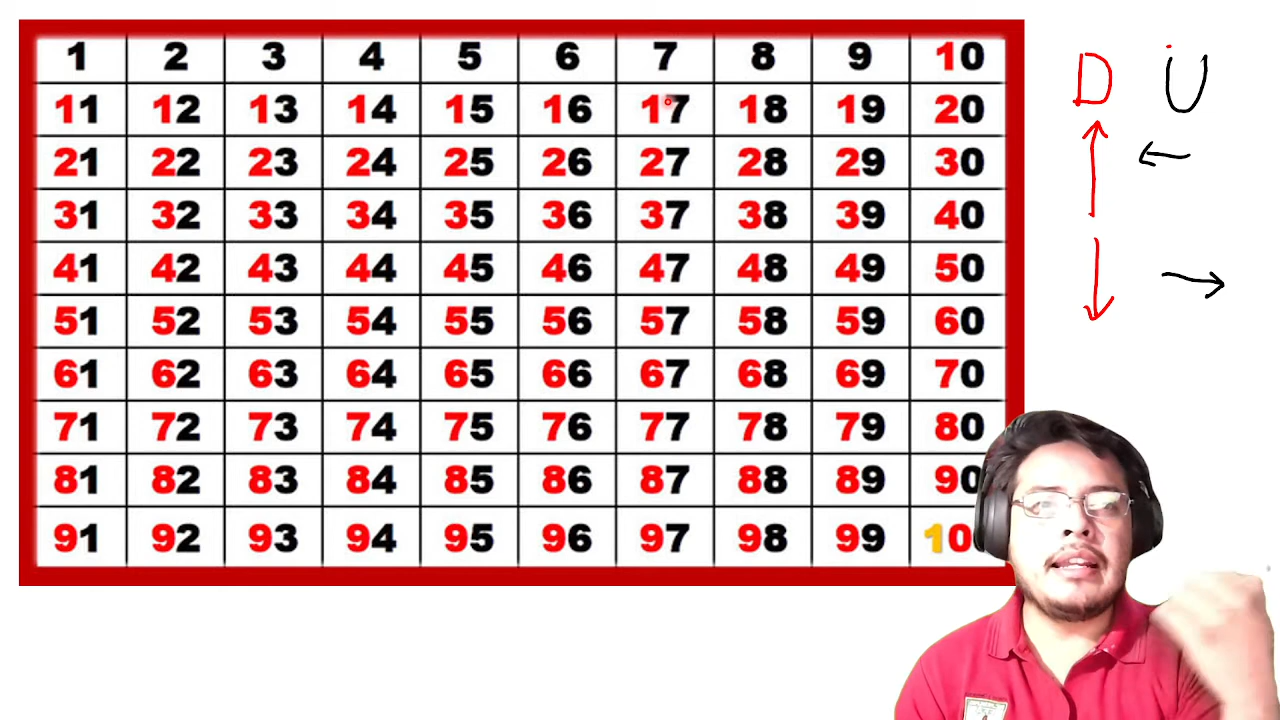 1 2 3 4 5 6 7 8 9 10 D U
11 12 13 14 15 16 17 18 19 20
21 22 23 24 25 26 27 28 29 30
31 32 33 34 35 36 37 38 39 40
41 42 43 44 45 46 47 48 49 50
51 52 53 54 55 56 57 58 59 60
61 62 63 64 65 66 67 68 69 70
71 72 73 74 75 76 77 78 79 80
81 82 83 84 85 86 87 88 89 90
91 92 93 94 95 96 97 98 99 10